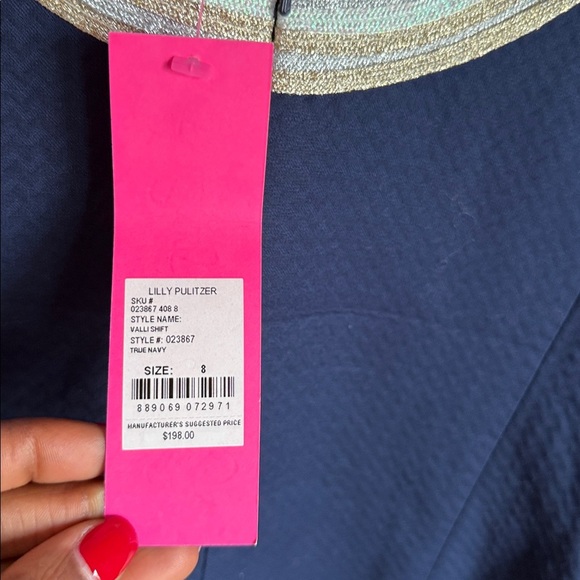 LILLY PULITZER
SKU #
023867 408 8
STYLE NAME:
VALLI SHIFT
STYLE #: 023867
TRUE NAVY
SIZE: 8
889069 072971
MANUFACTURER'S SUGGESTED PRICE
$198.00